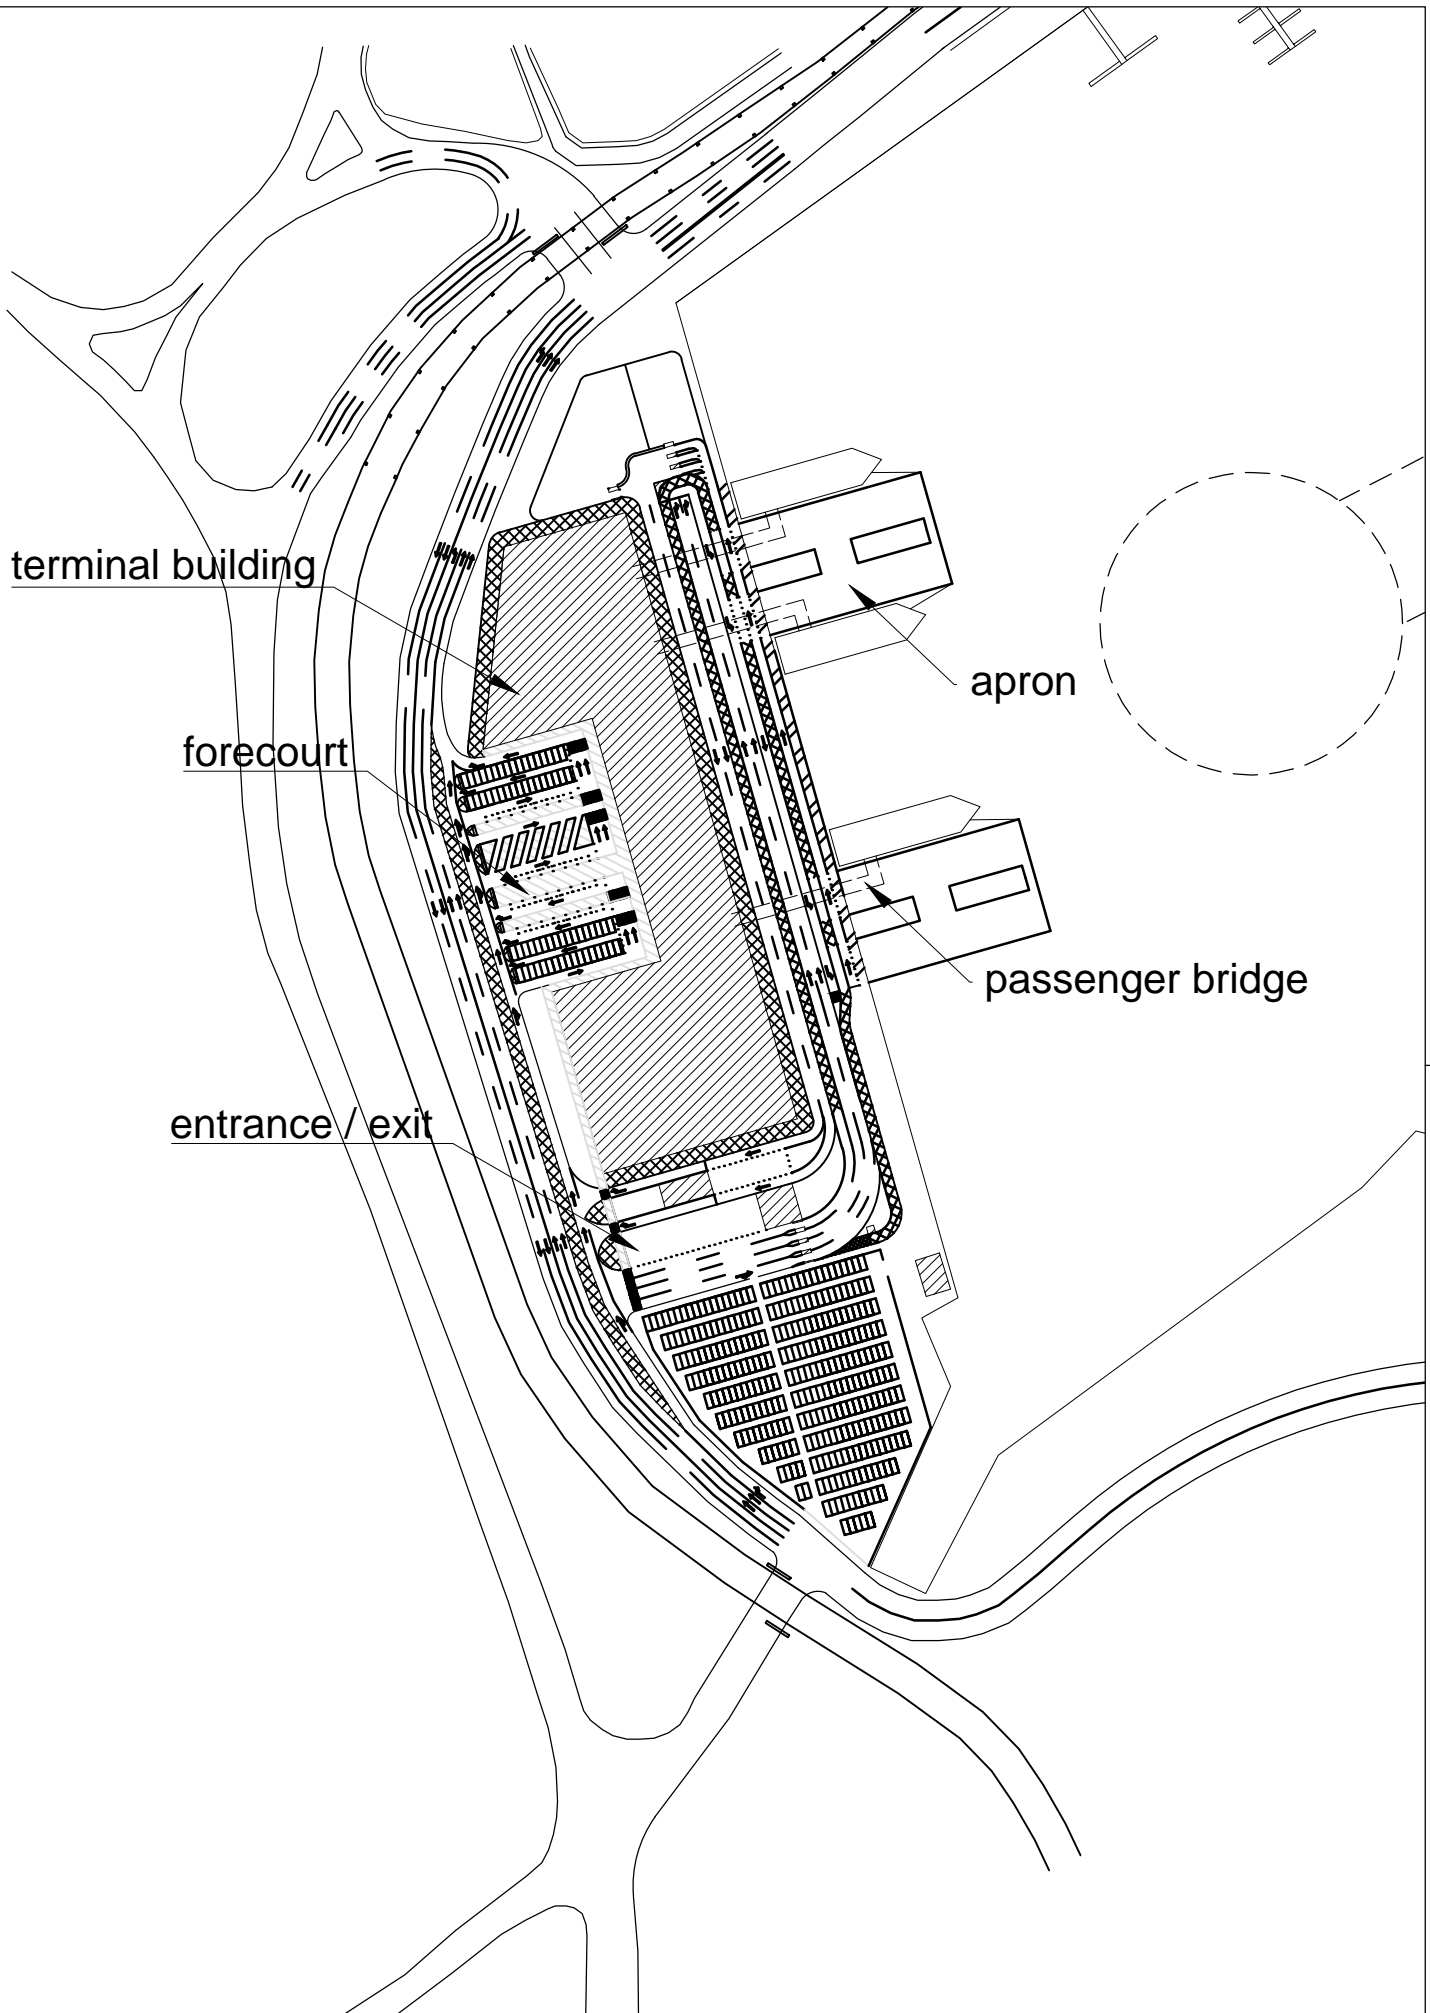 terminal building
apron
forecourt
passenger bridge
entrance / exit